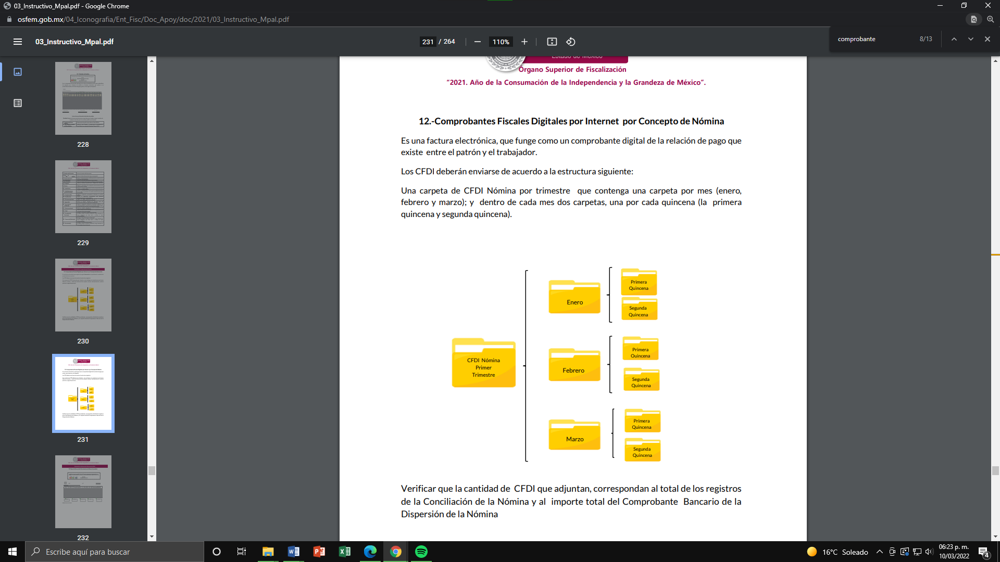 03_Instructivo_Mpal.pdf - Google Chrome
osfem.gob.mx/04_Iconografia/Ent_Fisc/Doc_Apoy/doc/2021/03_Instructivo_Mpal.pdf
03_Instructivo_Mpal.pdf
231 / 264
110%
comprobante
8/13
228
229
230
231
232
Estado de México
Órgano Superior de Fiscalización
“2021. Año de la Consumación de la Independencia y la Grandeza de México”.
12.-Comprobantes Fiscales Digitales por Internet por Concepto de Nómina
Es una factura electrónica, que funge como un comprobante digital de la relación de pago que
existe entre el patrón y el trabajador.
Los CFDI deberán enviarse de acuerdo a la estructura siguiente:
Una carpeta de CFDI Nómina por trimestre que contenga una carpeta por mes (enero,
febrero y marzo); y dentro de cada mes dos carpetas, una por cada quincena (la primera
quincena y segunda quincena).
CFDI Nómina
Primer
Trimestre
Enero
Primera
Quincena
Segunda
Quincena
Febrero
Primera
Quincena
Segunda
Quincena
Marzo
Primera
Quincena
Segunda
Quincena
Verificar que la cantidad de CFDI que adjuntan, correspondan al total de los registros
de la Conciliación de la Nómina y al importe total del Comprobante Bancario de la
Dispersión de la Nómina
Escribe aquí para buscar
16°C Soleado
06:23 p. m.
10/03/2022
4